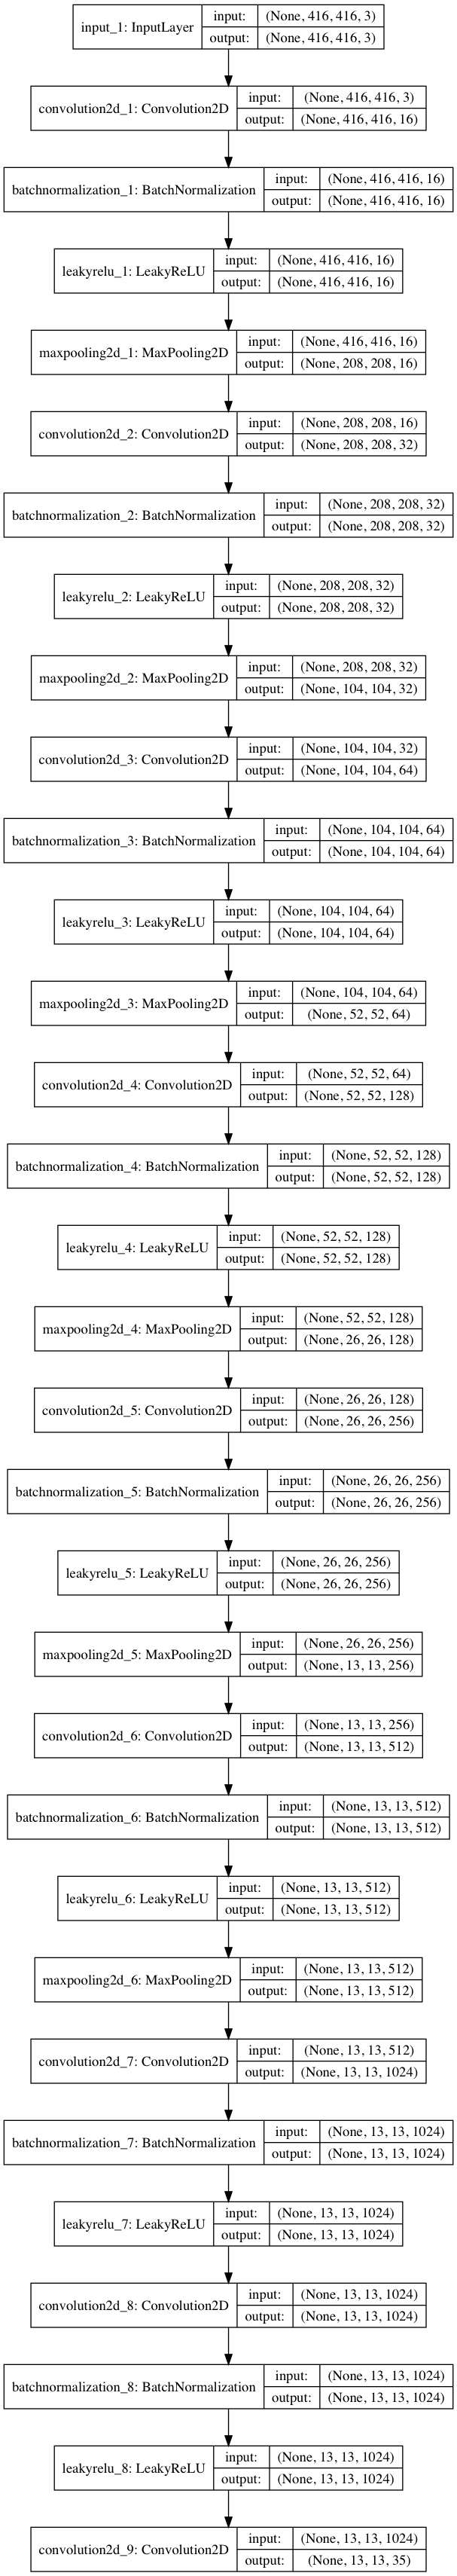 input_1: InputLayer
input: (None, 416, 416, 3)
output: (None, 416, 416, 3)
convolution2d_1: Convolution2D
input: (None, 416, 416, 3)
output: (None, 416, 416, 16)
batchnormalization_1: BatchNormalization
input: (None, 416, 416, 16)
output: (None, 416, 416, 16)
leakyrelu_1: LeakyReLU
input: (None, 416, 416, 16)
output: (None, 416, 416, 16)
maxpooling2d_1: MaxPooling2D
input: (None, 416, 416, 16)
output: (None, 208, 208, 16)
convolution2d_2: Convolution2D
input: (None, 208, 208, 16)
output: (None, 208, 208, 32)
batchnormalization_2: BatchNormalization
input: (None, 208, 208, 32)
output: (None, 208, 208, 32)
leakyrelu_2: LeakyReLU
input: (None, 208, 208, 32)
output: (None, 208, 208, 32)
maxpooling2d_2: MaxPooling2D
input: (None, 208, 208, 32)
output: (None, 104, 104, 32)
convolution2d_3: Convolution2D
input: (None, 104, 104, 32)
output: (None, 104, 104, 64)
batchnormalization_3: BatchNormalization
input: (None, 104, 104, 64)
output: (None, 104, 104, 64)
leakyrelu_3: LeakyReLU
input: (None, 104, 104, 64)
output: (None, 104, 104, 64)
maxpooling2d_3: MaxPooling2D
input: (None, 104, 104, 64)
output: (None, 52, 52, 64)
convolution2d_4: Convolution2D
input: (None, 52, 52, 64)
output: (None, 52, 52, 128)
batchnormalization_4: BatchNormalization
input: (None, 52, 52, 128)
output: (None, 52, 52, 128)
leakyrelu_4: LeakyReLU
input: (None, 52, 52, 128)
output: (None, 52, 52, 128)
maxpooling2d_4: MaxPooling2D
input: (None, 52, 52, 128)
output: (None, 26, 26, 128)
convolution2d_5: Convolution2D
input: (None, 26, 26, 128)
output: (None, 26, 26, 256)
batchnormalization_5: BatchNormalization
input: (None, 26, 26, 256)
output: (None, 26, 26, 256)
leakyrelu_5: LeakyReLU
input: (None, 26, 26, 256)
output: (None, 26, 26, 256)
maxpooling2d_5: MaxPooling2D
input: (None, 26, 26, 256)
output: (None, 13, 13, 256)
convolution2d_6: Convolution2D
input: (None, 13, 13, 256)
output: (None, 13, 13, 512)
batchnormalization_6: BatchNormalization
input: (None, 13, 13, 512)
output: (None, 13, 13, 512)
leakyrelu_6: LeakyReLU
input: (None, 13, 13, 512)
output: (None, 13, 13, 512)
maxpooling2d_6: MaxPooling2D
input: (None, 13, 13, 512)
output: (None, 13, 13, 512)
convolution2d_7: Convolution2D
input: (None, 13, 13, 512)
output: (None, 13, 13, 1024)
batchnormalization_7: BatchNormalization
input: (None, 13, 13, 1024)
output: (None, 13, 13, 1024)
leakyrelu_7: LeakyReLU
input: (None, 13, 13, 1024)
output: (None, 13, 13, 1024)
convolution2d_8: Convolution2D
input: (None, 13, 13, 1024)
output: (None, 13, 13, 1024)
batchnormalization_8: BatchNormalization
input: (None, 13, 13, 1024)
output: (None, 13, 13, 1024)
leakyrelu_8: LeakyReLU
input: (None, 13, 13, 1024)
output: (None, 13, 13, 1024)
convolution2d_9: Convolution2D
input: (None, 13, 13, 1024)
output: (None, 13, 13, 35)